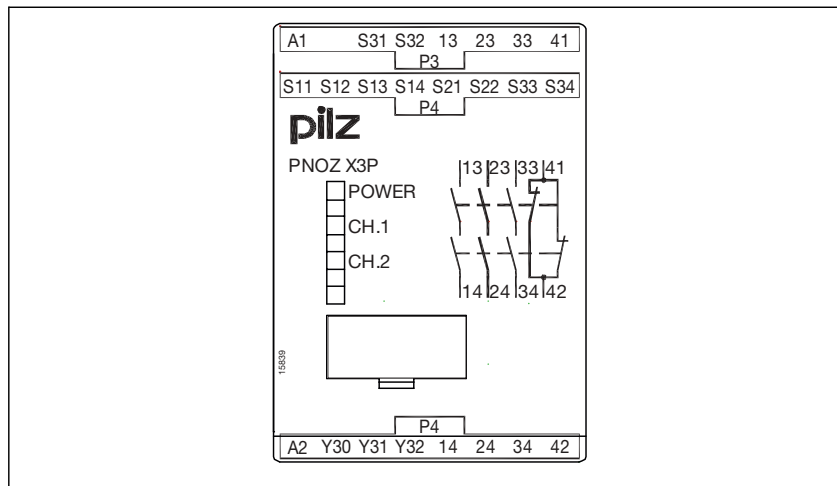 A1 S31 S32 13 23 33 41
P3
S11 S12 S13 S14 S21 S22 S33 S34
P4
pilz
PNOZ X3P
13 23 33 41
POWER
CH.1
CH.2
14 24 34 42
15839
P4
A2 Y30 Y31 Y32 14 24 34 42